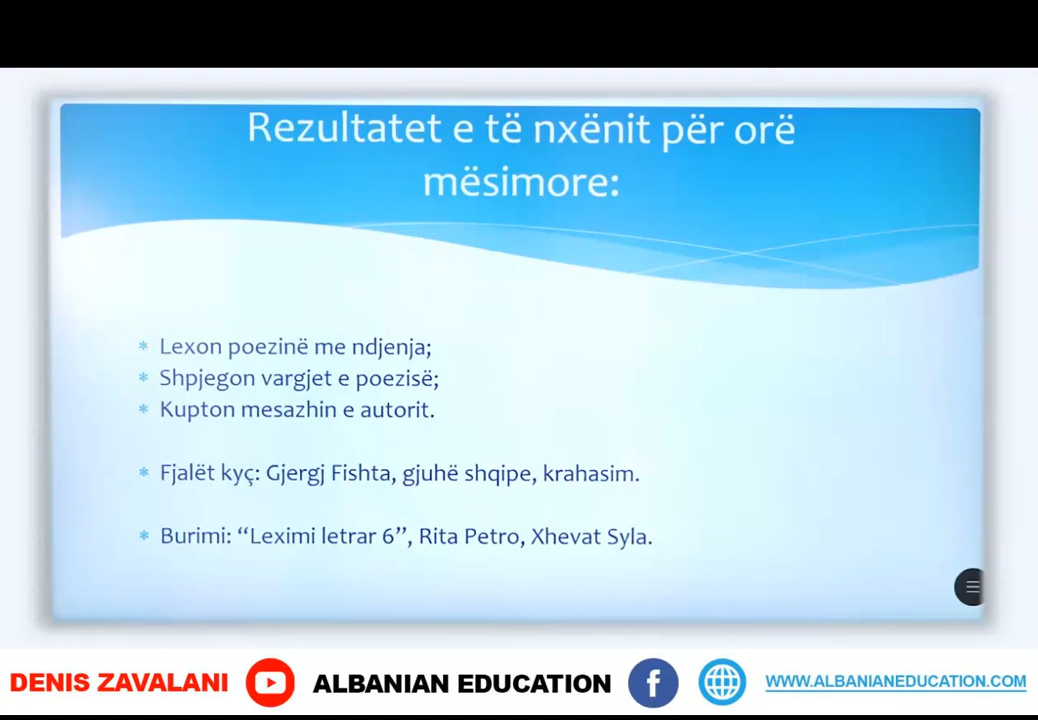 Rezultatet e të nxënit për orë
mësimore:
* Lexon poezinë me ndjenja;
* Shpjegon vargjet e poezisë;
* Kupton mesazhin e autorit.
* Fjalët kyç: Gjergj Fishta, gjuhë shqipe, krahasim.
* Burimi: “Leximi letrar 6”, Rita Petro, Xhevat Syla.
DENIS ZAVALANI ALBANIAN EDUCATION WWW.ALBANIANEDUCATION.COM